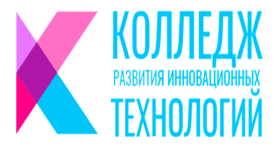 КОЛЛЕДЖ
РАЗВИТИЯ ИННОВАЦИОННЫХ
ТЕХНОЛОГИЙ